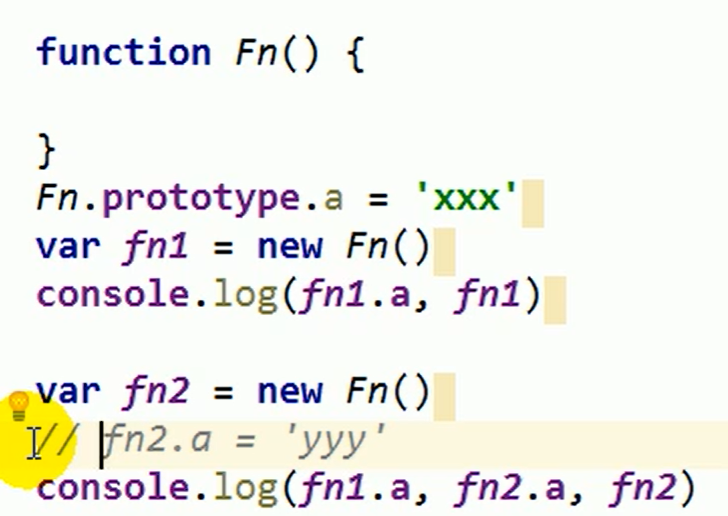 function Fn() {
}
Fn.prototype.a = 'xxx'
var fn1 = new Fn()
console.log(fn1.a, fn1)
var fn2 = new Fn()
// fn2.a = 'yyy'
console.log(fn1.a, fn2.a, fn2)